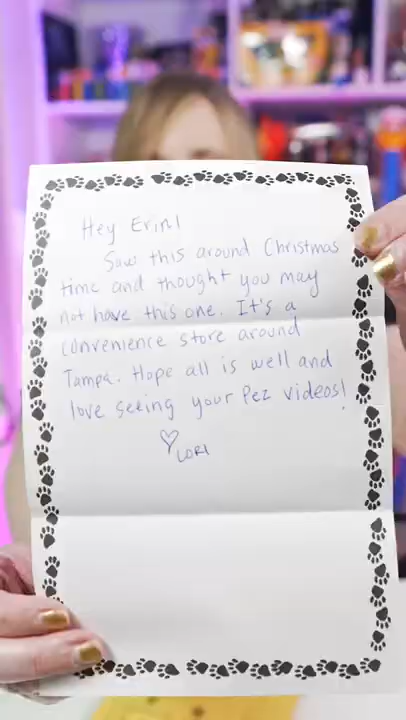 Hey Erin!
Saw this around Christmas
time and thought you may
not have this one. It's a
convenience store around
Tampa. Hope all is well and
love seeing your Pez videos!
♡LORI